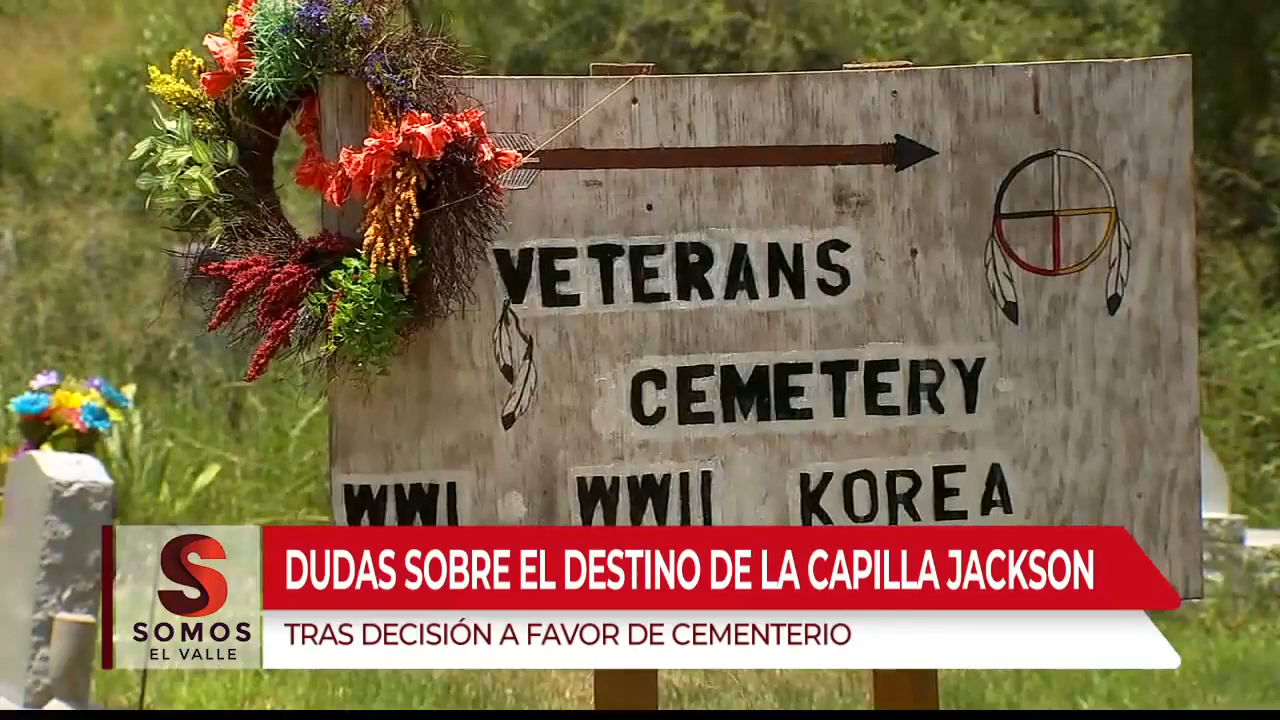 VETERANS
CEMETERY
WWI WWII KOREA
DUDAS SOBRE EL DESTINO DE LA CAPILLA JACKSON
TRAS DECISIÓN A FAVOR DE CEMENTERIO
S
SOMOS
EL VALLE